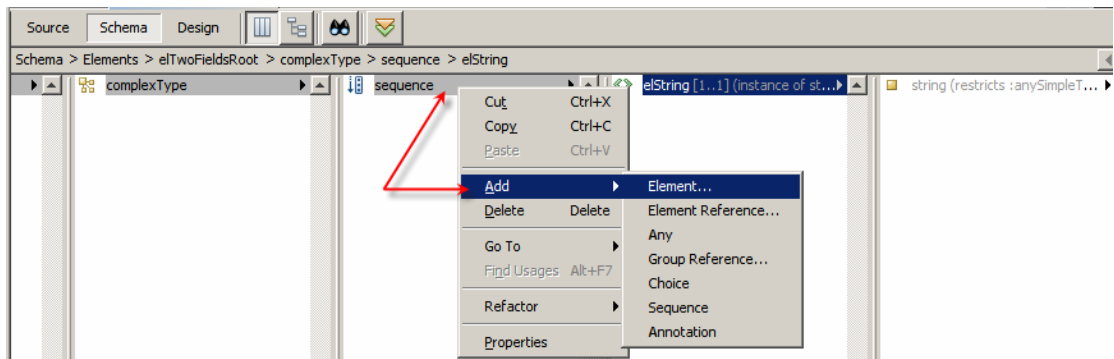 Source Schema Design
Schema > Elements > elTwoFieldsRoot > complexType > sequence > elString
complexType sequence elString [1..1] (instance of st... string (restricts :anySimpleT...
Cut Ctrl+X
Copy Ctrl+C
Paste Ctrl+V
Add Element...
Delete Delete Element Reference...
Any
Go To Group Reference...
Find Usages Alt+F7 Choice
Refactor Sequence
Annotation
Properties